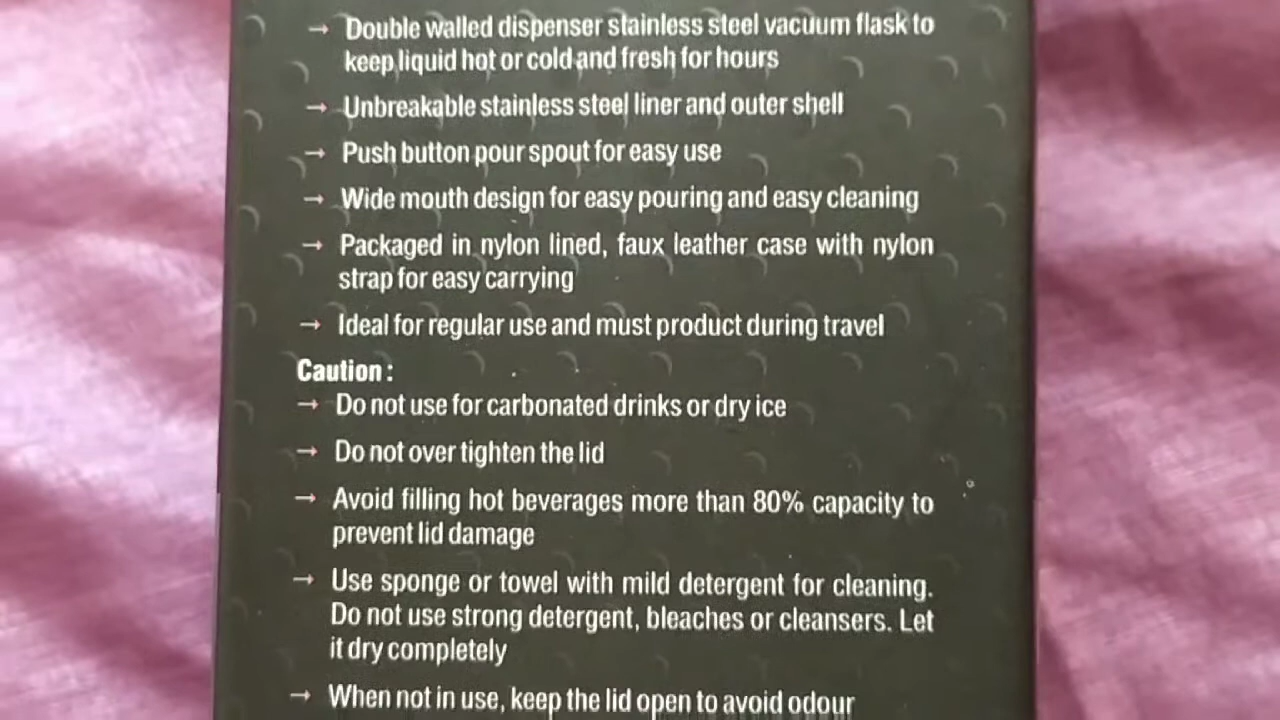 → Double walled dispenser stainless steel vacuum flask to
keep liquid hot or cold and fresh for hours
→ Unbreakable stainless steel liner and outer shell
→ Push button pour spout for easy use
→ Wide mouth design for easy pouring and easy cleaning
→ Packaged in nylon lined, faux leather case with nylon
strap for easy carrying
→ Ideal for regular use and must product during travel
Caution :
→ Do not use for carbonated drinks or dry ice
→ Do not over tighten the lid
→ Avoid filling hot beverages more than 80% capacity to
prevent lid damage
→ Use sponge or towel with mild detergent for cleaning.
Do not use strong detergent, bleaches or cleansers. Let
it dry completely
→ When not in use, keep the lid open to avoid odour